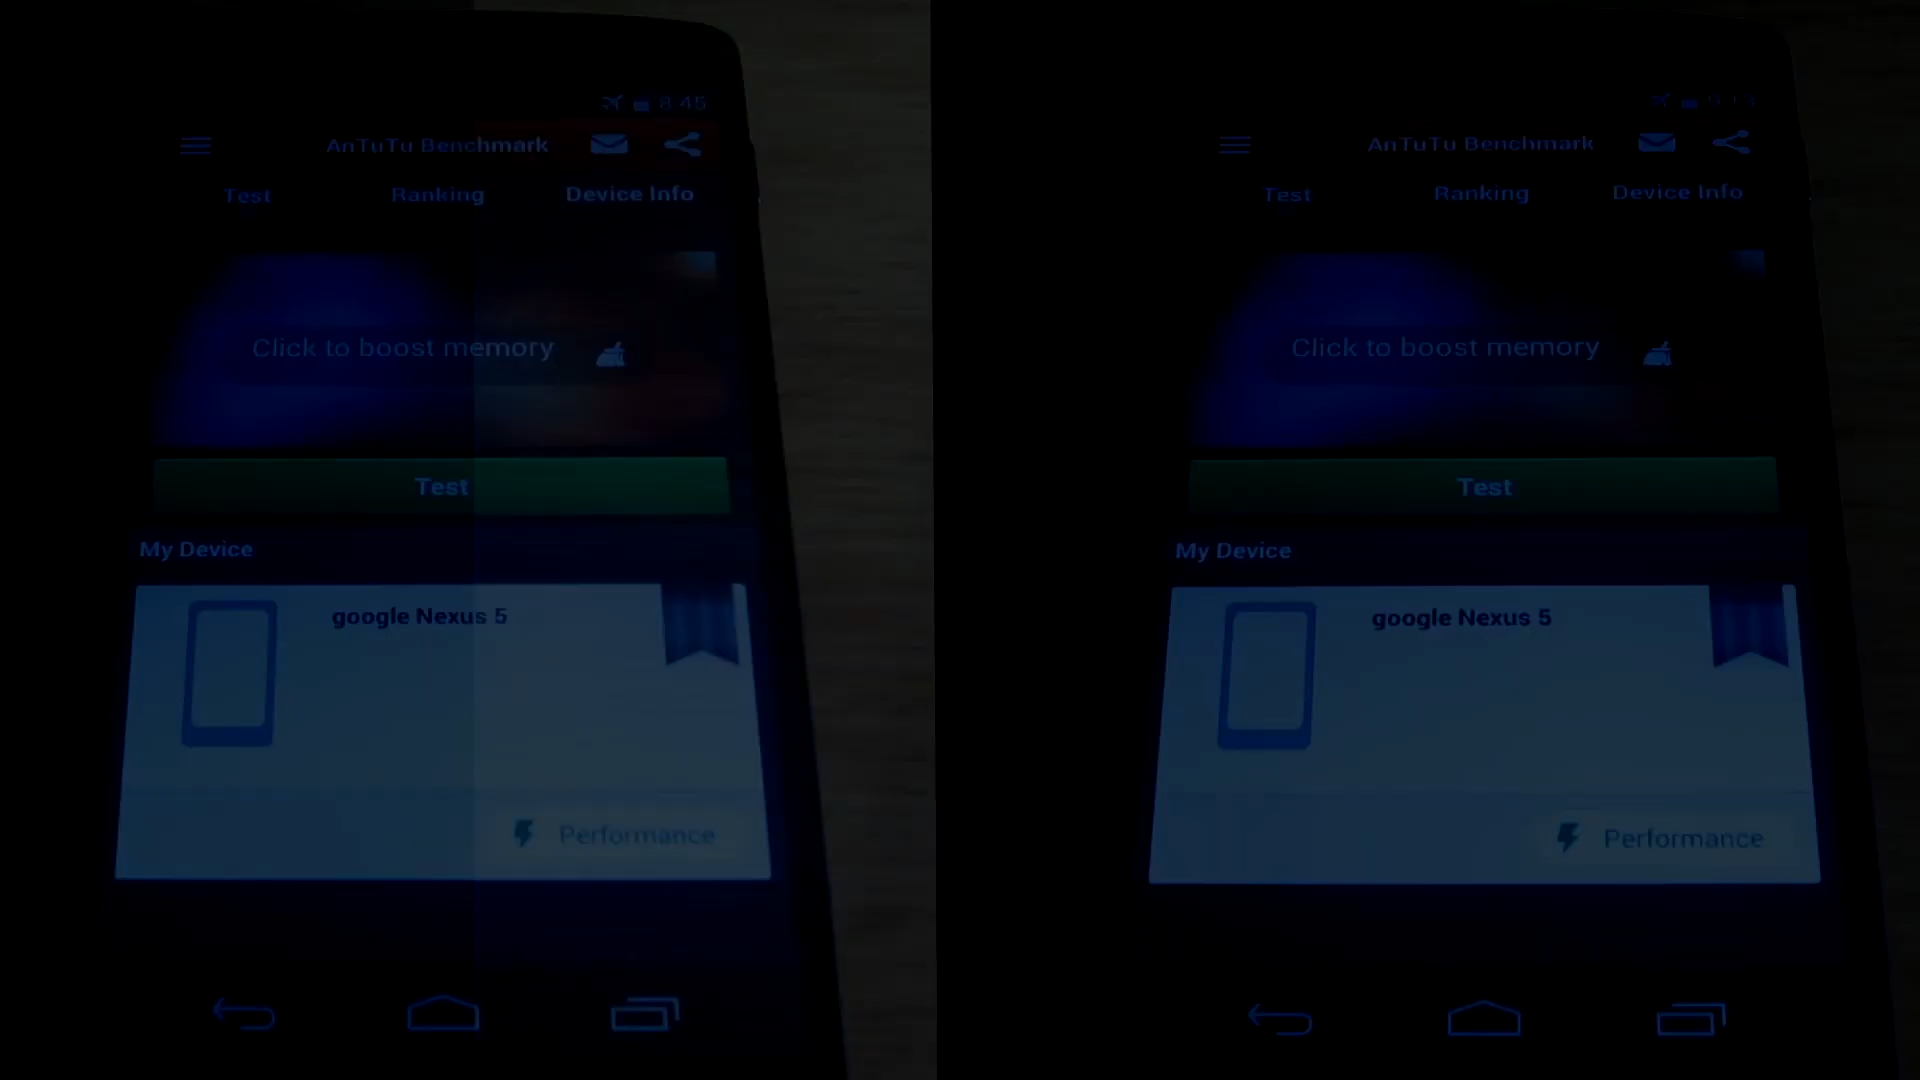 8:45
AnTuTu Benchmark
Test Ranking Device Info
Click to boost memory
Test
My Device
google Nexus 5
Performance
AnTuTu Benchmark
Test Ranking Device Info
Click to boost memory
Test
My Device
google Nexus 5
Performance